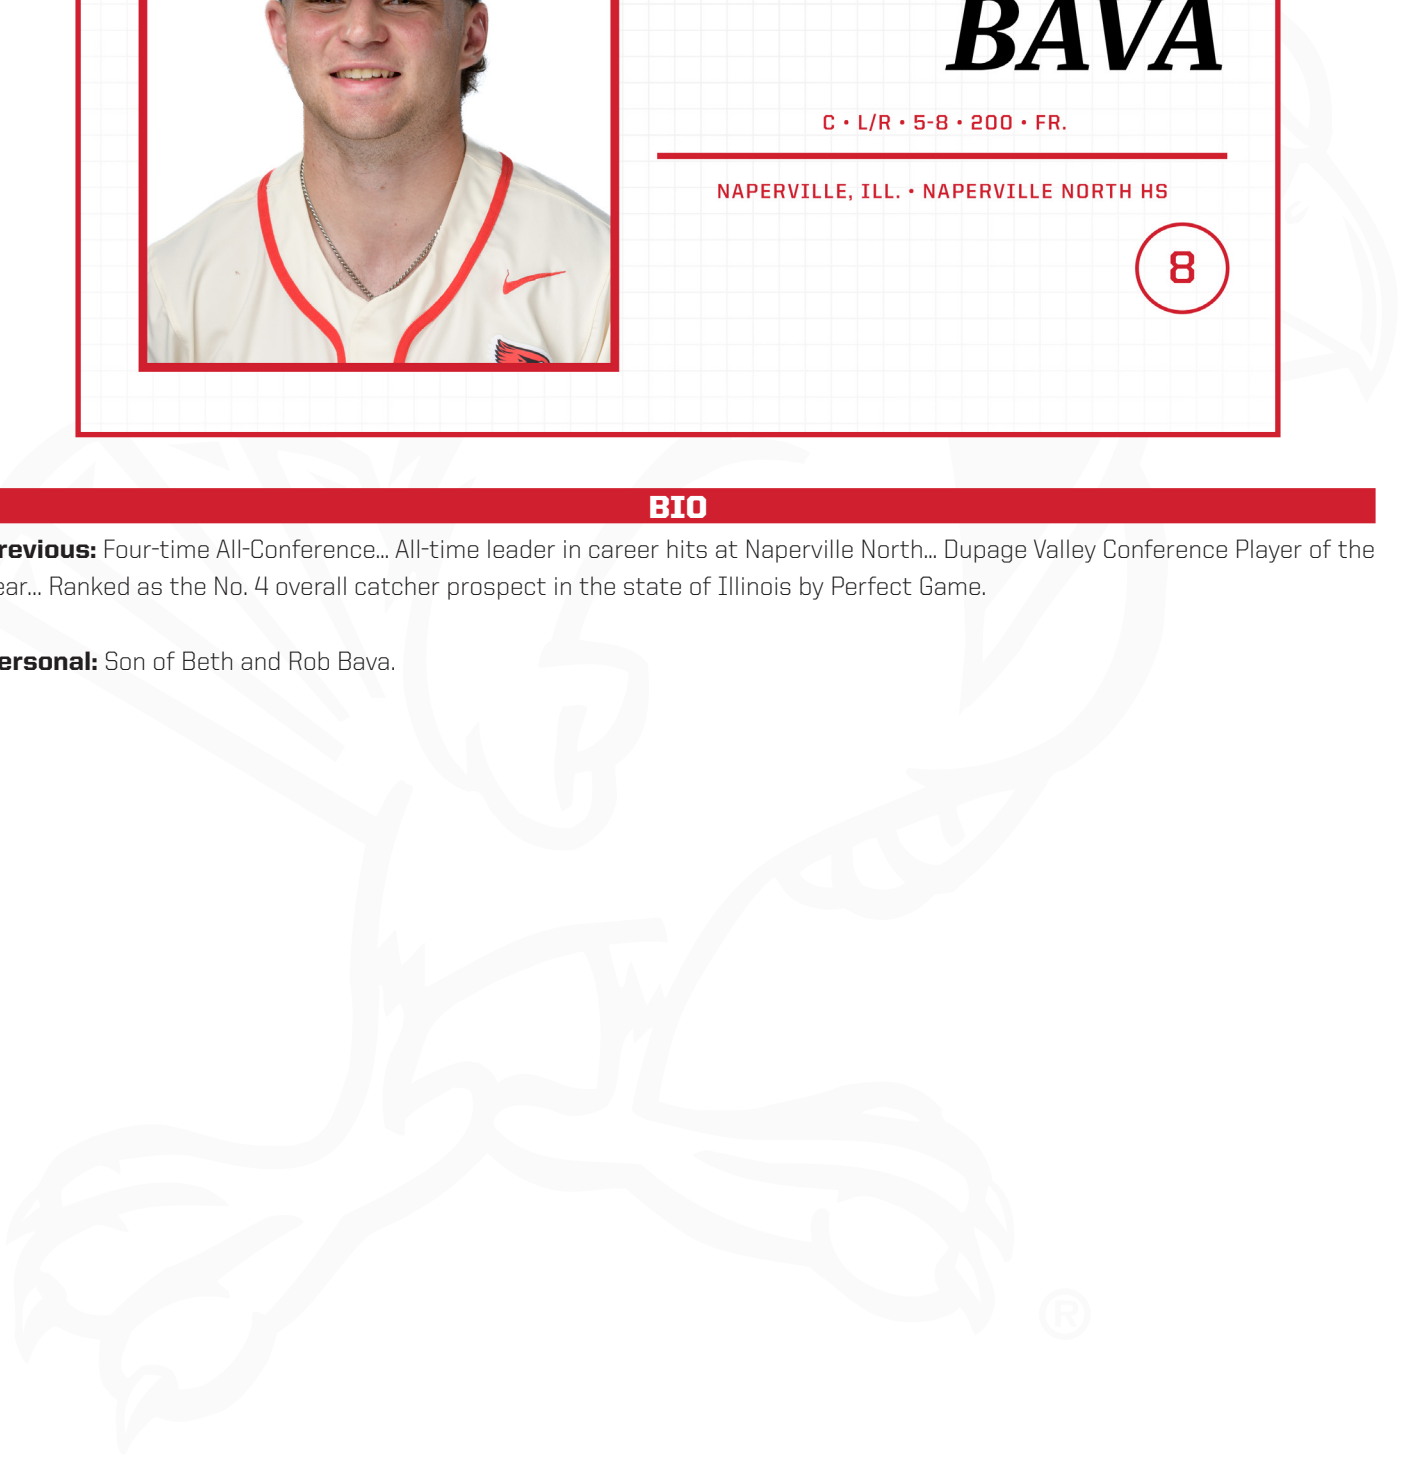 BAVA
C • L/R • 5-8 • 200 • FR.
NAPERVILLE, ILL. • NAPERVILLE NORTH HS
8
BIO
revious: Four-time All-Conference... All-time leader in career hits at Naperville North... Dupage Valley Conference Player of the
ear... Ranked as the No. 4 overall catcher prospect in the state of Illinois by Perfect Game.
ersonal: Son of Beth and Rob Bava.
®